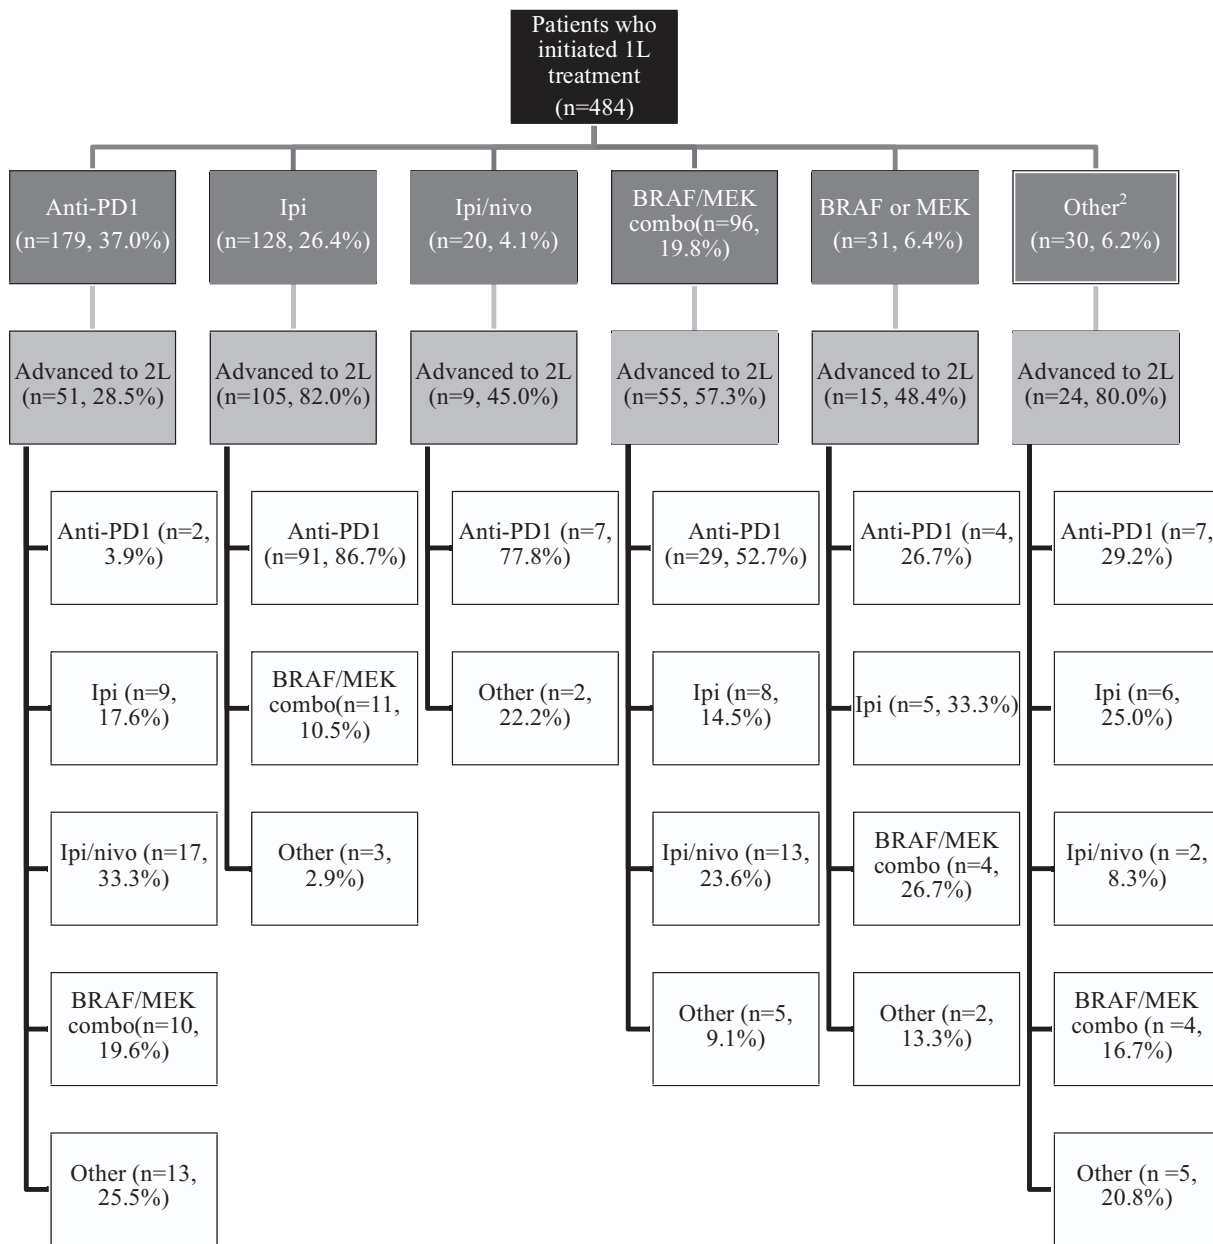 Patients who
initiated 1L
treatment
(n=484)
Anti-PD1
(n=179, 37.0%)
Ipi
(n=128, 26.4%)
Ipi/nivo
(n=20, 4.1%)
BRAF/MEK
combo(n=96,
19.8%)
BRAF or MEK
(n=31, 6.4%)
Other²
(n=30, 6.2%)
Advanced to 2L
(n=51, 28.5%)
Advanced to 2L
(n=105, 82.0%)
Advanced to 2L
(n=9, 45.0%)
Advanced to 2L
(n=55, 57.3%)
Advanced to 2L
(n=15, 48.4%)
Advanced to 2L
(n=24, 80.0%)
Anti-PD1 (n=2,
3.9%)
Ipi (n=9,
17.6%)
Ipi/nivo (n=17,
33.3%)
BRAF/MEK
combo(n=10,
19.6%)
Other (n=13,
25.5%)
Anti-PD1
(n=91, 86.7%)
BRAF/MEK
combo(n=11,
10.5%)
Other (n=3,
2.9%)
Anti-PD1 (n=7,
77.8%)
Other (n=2,
22.2%)
Anti-PD1
(n=29, 52.7%)
Ipi (n=8,
14.5%)
Ipi/nivo (n=13,
23.6%)
Other (n=5,
9.1%)
Anti-PD1 (n=4,
26.7%)
Ipi (n=5, 33.3%)
BRAF/MEK
combo (n=4,
26.7%)
Other (n=2,
13.3%)
Anti-PD1 (n=7,
29.2%)
Ipi (n=6,
25.0%)
Ipi/nivo (n =2,
8.3%)
BRAF/MEK
combo (n =4,
16.7%)
Other (n =5,
20.8%)